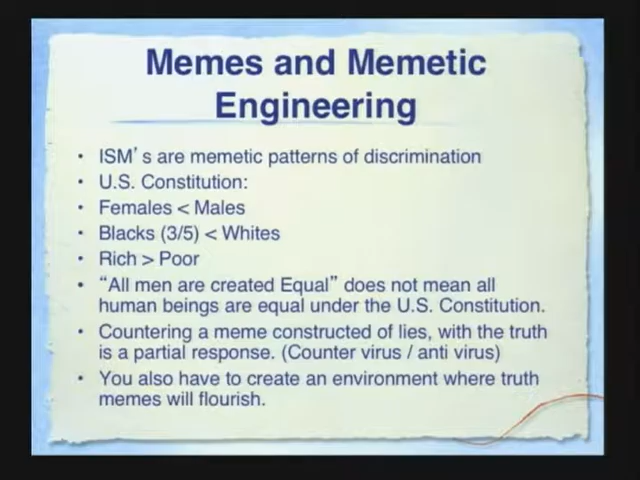 Memes and Memetic
Engineering
• ISM's are memetic patterns of discrimination
• U.S. Constitution:
• Females < Males
• Blacks (3/5) < Whites
• Rich > Poor
• “All men are created Equal” does not mean all
human beings are equal under the U.S. Constitution.
• Countering a meme constructed of lies, with the truth
is a partial response. (Counter virus / anti virus)
• You also have to create an environment where truth
memes will flourish.